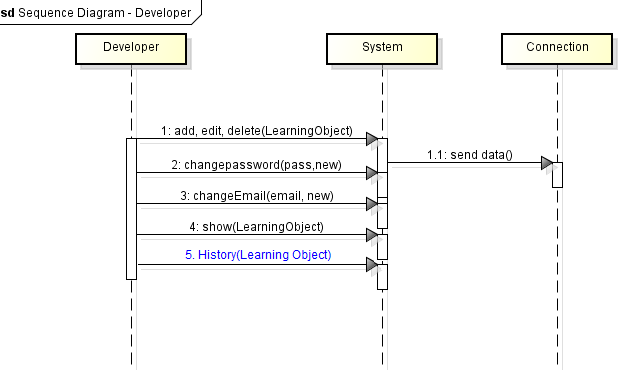 sd Sequence Diagram - Developer
Developer
System
Connection
1: add, edit, delete(LearningObject)
1.1: send data()
2: changepassword(pass,new)
3: changeEmail(email, new)
4: show(LearningObject)
5. History(Learning Object)